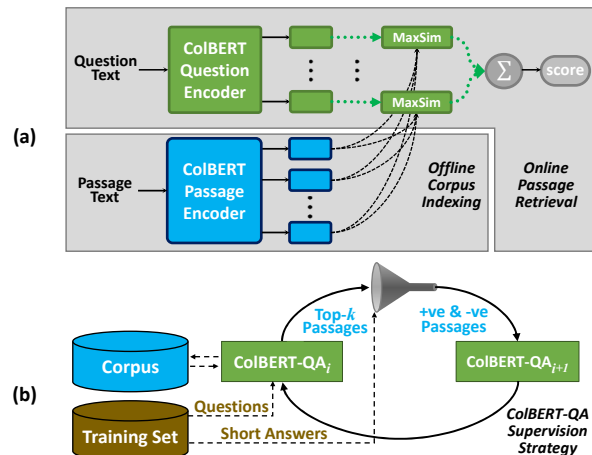 (a)
Question
Text
ColBERT
Question
Encoder
MaxSim
MaxSim
Σ
score
Passage
Text
ColBERT
Passage
Encoder
Offline
Corpus
Indexing
Online
Passage
Retrieval
(b)
Top-k
Passages
+ve & -ve
Passages
Corpus
ColBERT-QAi
ColBERT-QAi+1
Questions
Training Set
Short Answers
ColBERT-QA
Supervision
Strategy